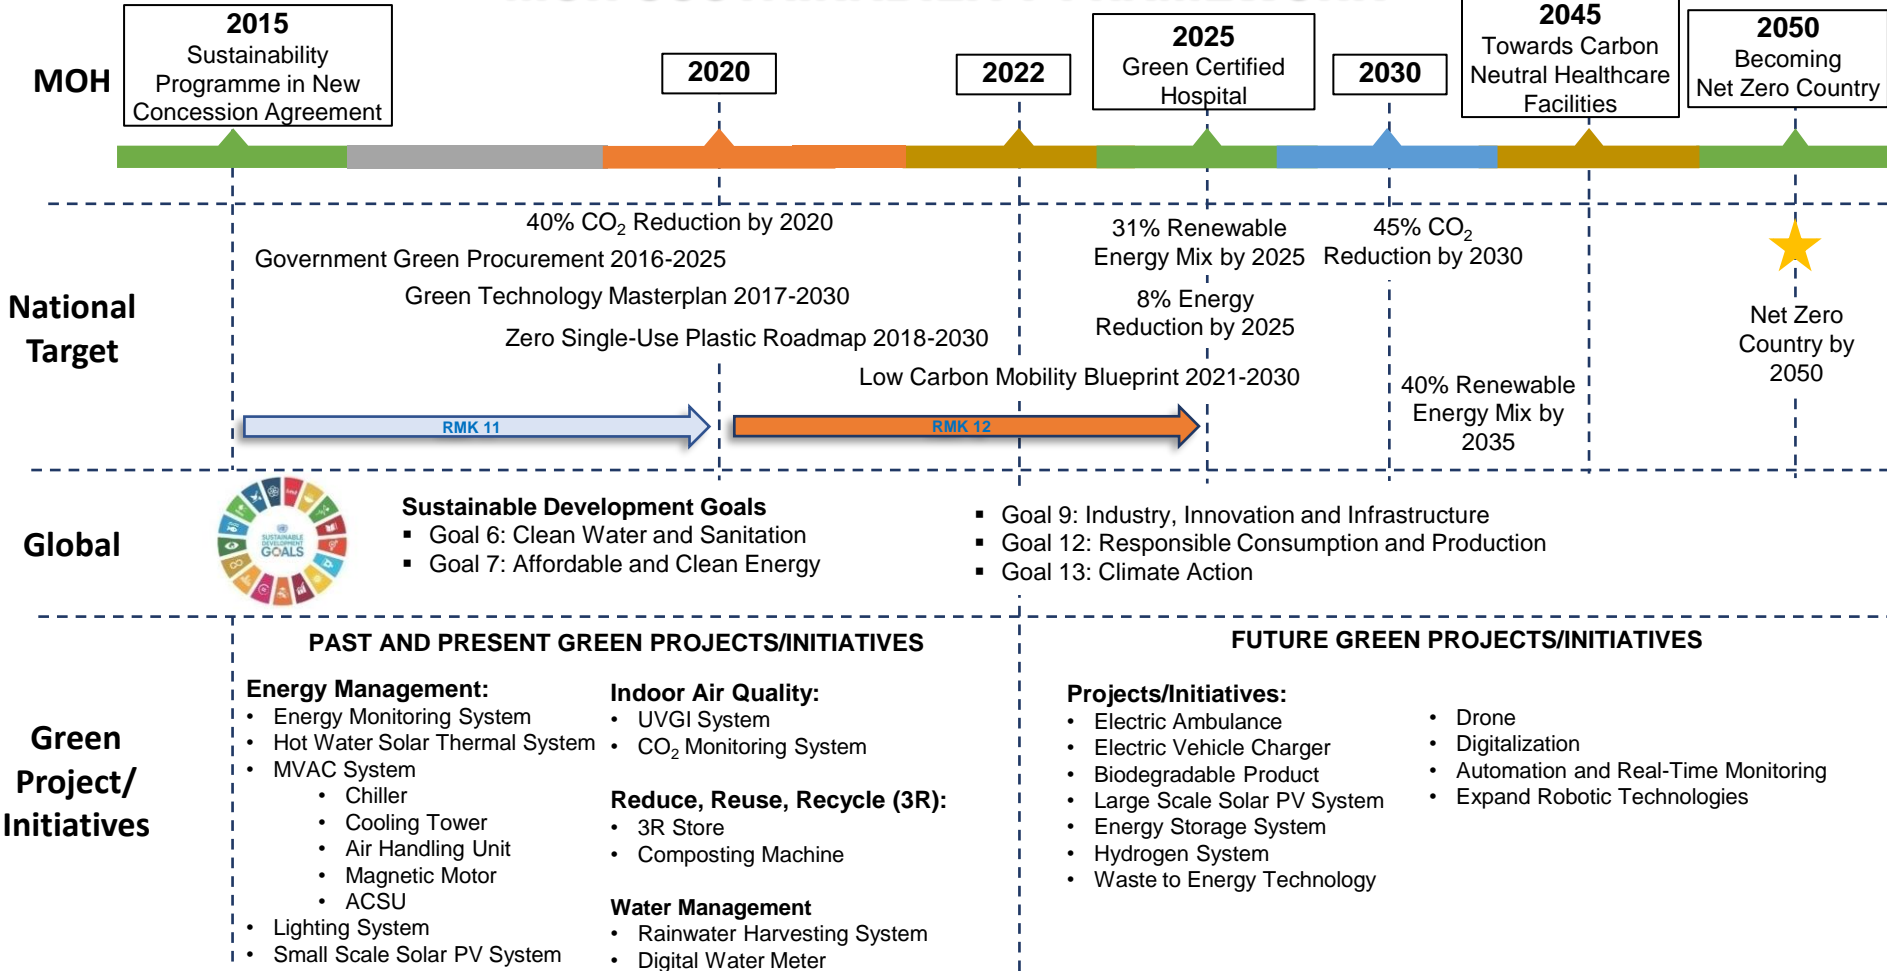 MOH
2015
Sustainability
Programme in New
Concession Agreement
2020
2022
2025
Green Certified
Hospital
2030
2045
Towards Carbon
Neutral Healthcare
Facilities
2050
Becoming
Net Zero Country
National
Target
40% CO2 Reduction by 2020
Government Green Procurement 2016-2025
Green Technology Masterplan 2017-2030
Zero Single-Use Plastic Roadmap 2018-2030
Low Carbon Mobility Blueprint 2021-2030
31% Renewable
Energy Mix by 2025
8% Energy
Reduction by 2025
45% CO2
Reduction by 2030
40% Renewable
Energy Mix by
2035
Net Zero
Country by
2050
RMK 11
RMK 12
Global
SUSTAINABLE
DEVELOPMENT
GOALS
Sustainable Development Goals
▪ Goal 6: Clean Water and Sanitation
▪ Goal 7: Affordable and Clean Energy
▪ Goal 9: Industry, Innovation and Infrastructure
▪ Goal 12: Responsible Consumption and Production
▪ Goal 13: Climate Action
Green
Project/
Initiatives
PAST AND PRESENT GREEN PROJECTS/INITIATIVES
Energy Management:
• Energy Monitoring System
• Hot Water Solar Thermal System
• MVAC System
• Chiller
• Cooling Tower
• Air Handling Unit
• Magnetic Motor
• ACSU
• Lighting System
• Small Scale Solar PV System
Indoor Air Quality:
• UVGI System
• CO2 Monitoring System
Reduce, Reuse, Recycle (3R):
• 3R Store
• Composting Machine
Water Management
• Rainwater Harvesting System
• Digital Water Meter
FUTURE GREEN PROJECTS/INITIATIVES
Projects/Initiatives:
• Electric Ambulance
• Electric Vehicle Charger
• Biodegradable Product
• Large Scale Solar PV System
• Energy Storage System
• Hydrogen System
• Waste to Energy Technology
• Drone
• Digitalization
• Automation and Real-Time Monitoring
• Expand Robotic Technologies